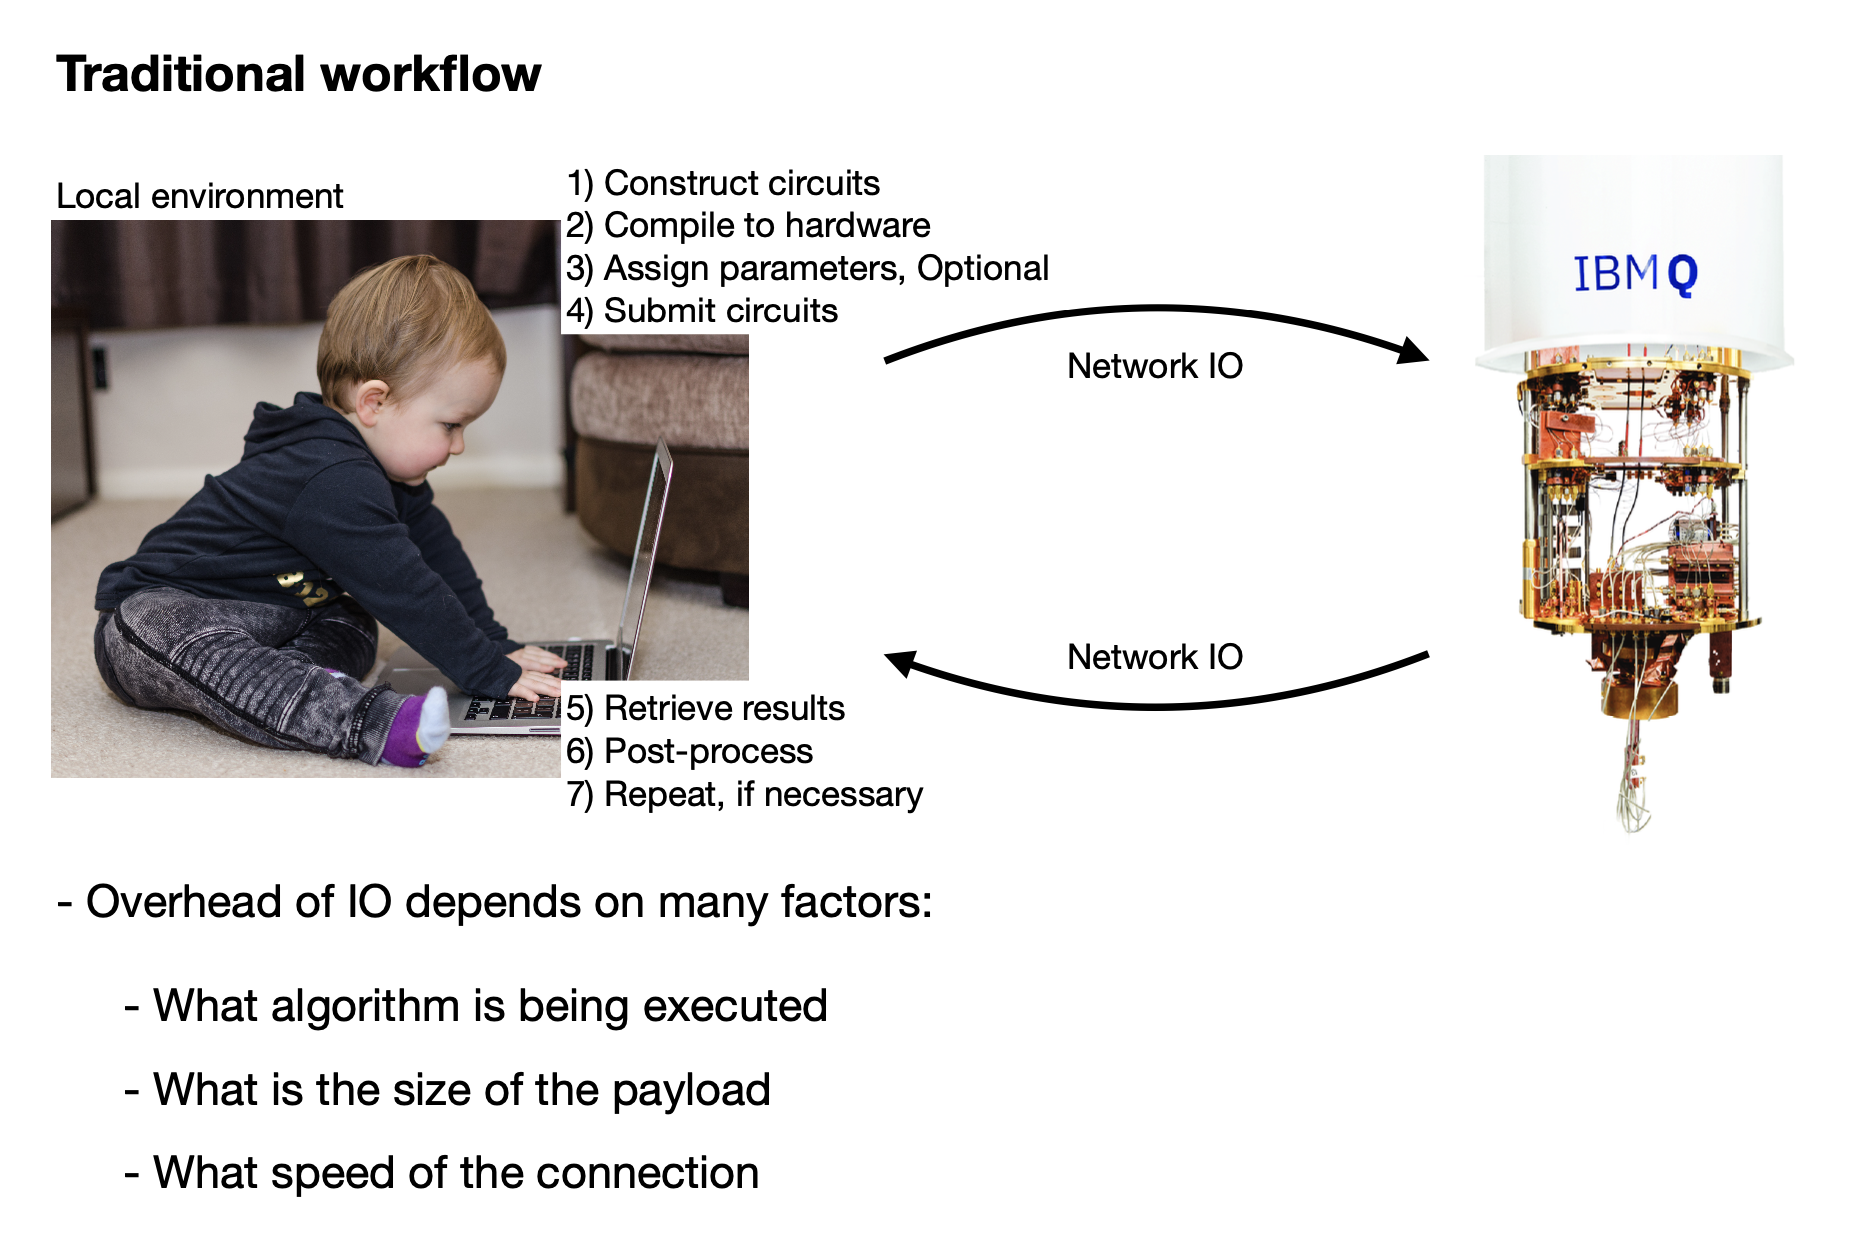 Traditional workflow
Local environment
1) Construct circuits
2) Compile to hardware
3) Assign parameters, Optional
4) Submit circuits
IBM Q
Network IO
Network IO
5) Retrieve results
6) Post-process
7) Repeat, if necessary
- Overhead of IO depends on many factors:
- What algorithm is being executed
- What is the size of the payload
- What speed of the connection